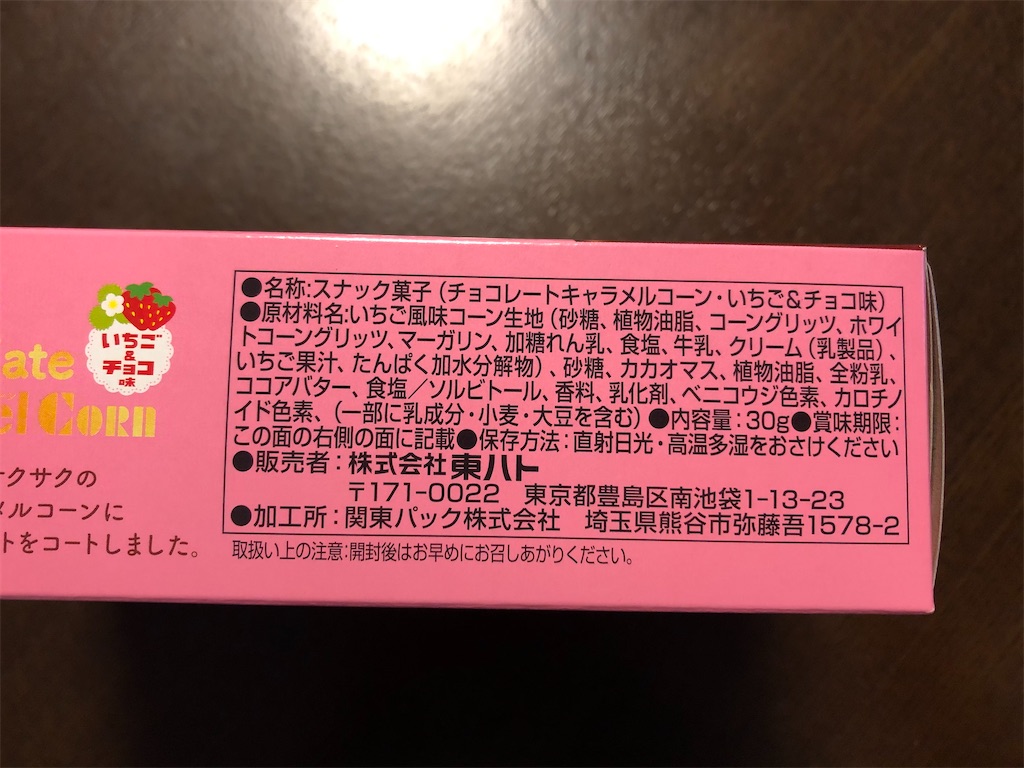 いちご
&
チョコ
味
ate
el CORN
ークサクの
メルコーンに
トをコートしました。
●名称:スナック菓子(チョコレートキャラメルコーン・いちご&チョコ味)
●原材料名:いちご風味コーン生地(砂糖、植物油脂、コーングリッツ、ホワイ
トコーングリッツ、マーガリン、加糖れん乳、食塩、牛乳、クリーム(乳製品)、
いちご果汁、たんぱく加水分解物)、砂糖、カカオマス、植物油脂、全粉乳、
ココアバター、食塩/ソルビトール、香料、乳化剤、ベニコウジ色素、カロチノ
イド色素、(一部に乳成分・小麦・大豆を含む)●内容量:30g●賞味期限:
この面の右側の面に記載●保存方法:直射日光・高温多湿をおさけください
●販売者:株式会社東ハト
〒171-0022 東京都豊島区南池袋1-13-23
●加工所:関東パック株式会社 埼玉県熊谷市弥藤吾1578-2
取扱い上の注意:開封後はお早めにお召しあがりください。